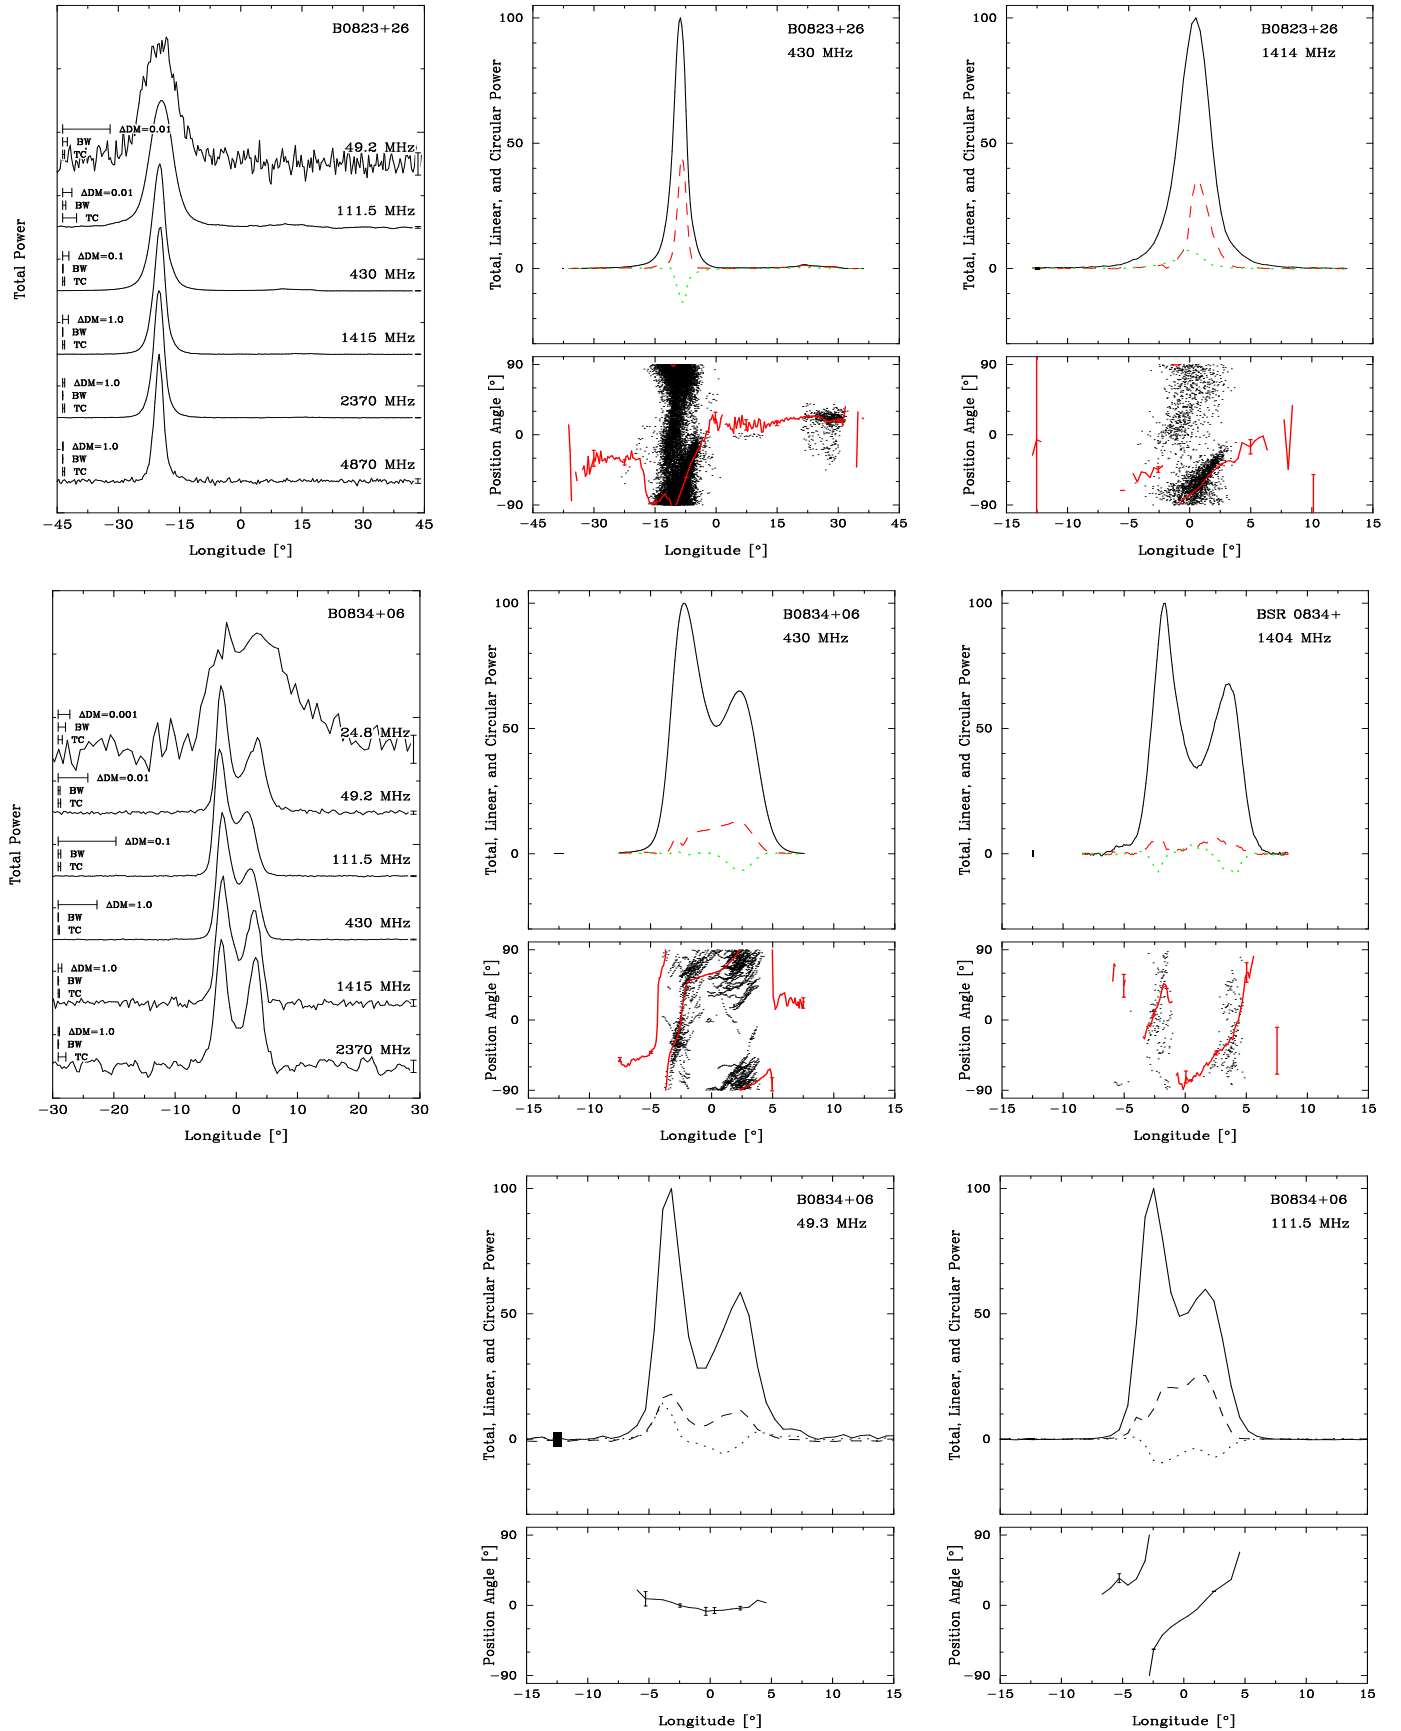 B0823+26
ΔDM=0.01
BW
TC
49.2 MHz
ΔDM=0.01
BW
TC
111.5 MHz
ΔDM=0.1
BW
TC
430 MHz
ΔDM=1.0
BW
TC
1415 MHz
ΔDM=1.0
BW
TC
2370 MHz
ΔDM=1.0
BW
TC
4870 MHz
Total Power
−45 −30 −15 0 15 30 45
Longitude [°]
B0823+26
430 MHz
Total, Linear, and Circular Power
100
50
0
Position Angle [°]
90
0
−90
−45 −30 −15 0 15 30 45
Longitude [°]
B0823+26
1414 MHz
Total, Linear, and Circular Power
100
50
0
Position Angle [°]
90
0
−90
−15 −10 −5 0 5 10 15
Longitude [°]
B0834+06
ΔDM=0.001
BW
TC
24.8 MHz
ΔDM=0.01
BW
TC
49.2 MHz
ΔDM=0.1
BW
TC
111.5 MHz
ΔDM=1.0
BW
TC
430 MHz
ΔDM=1.0
BW
TC
1415 MHz
ΔDM=1.0
BW
TC
2370 MHz
Total Power
−30 −20 −10 0 10 20 30
Longitude [°]
B0834+06
430 MHz
Total, Linear, and Circular Power
100
50
0
Position Angle [°]
90
0
−90
−15 −10 −5 0 5 10 15
Longitude [°]
BSR 0834+
1404 MHz
Total, Linear, and Circular Power
100
50
0
Position Angle [°]
90
0
−90
−15 −10 −5 0 5 10 15
Longitude [°]
B0834+06
49.3 MHz
Total, Linear, and Circular Power
100
50
0
Position Angle [°]
90
0
−90
−15 −10 −5 0 5 10 15
Longitude [°]
B0834+06
111.5 MHz
Total, Linear, and Circular Power
100
50
0
Position Angle [°]
90
0
−90
−15 −10 −5 0 5 10 15
Longitude [°]